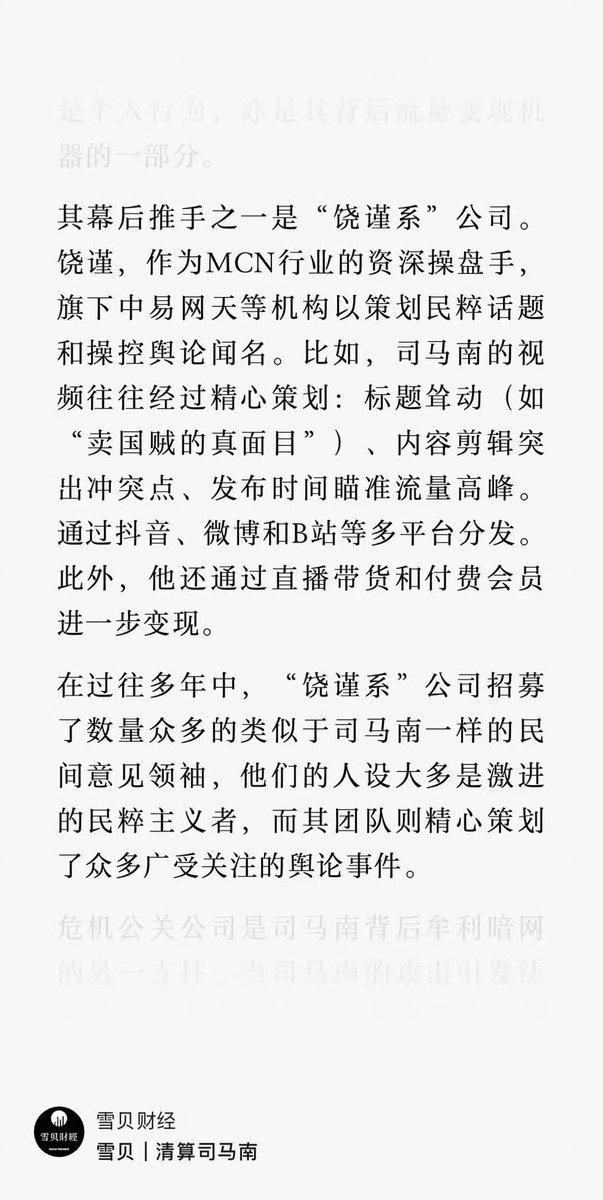 是个人行为，亦是其背后流量变现机
器的一部分。
其幕后推手之一是“饶谨系”公司。
饶谨，作为MCN行业的资深操盘手，
旗下中易网天等机构以策划民粹话题
和操控舆论闻名。比如，司马南的视
频往往经过精心策划：标题耸动（如
“卖国贼的真面目”）、内容剪辑突
出冲突点、发布时间瞄准流量高峰。
通过抖音、微博和B站等多平台分发。
此外，他还通过直播带货和付费会员
进一步变现。
在过往多年中，“饶谨系”公司招募
了数量众多的类似于司马南一样的民
间意见领袖，他们的人设大多是激进
的民粹主义者，而其团队则精心策划
了众多广受关注的舆论事件。
危机公关公司是司马南背后牟利暗网
的另一支柱。当司马南的攻击引发法
雪贝財經
雪贝财经
雪贝 | 清算司马南